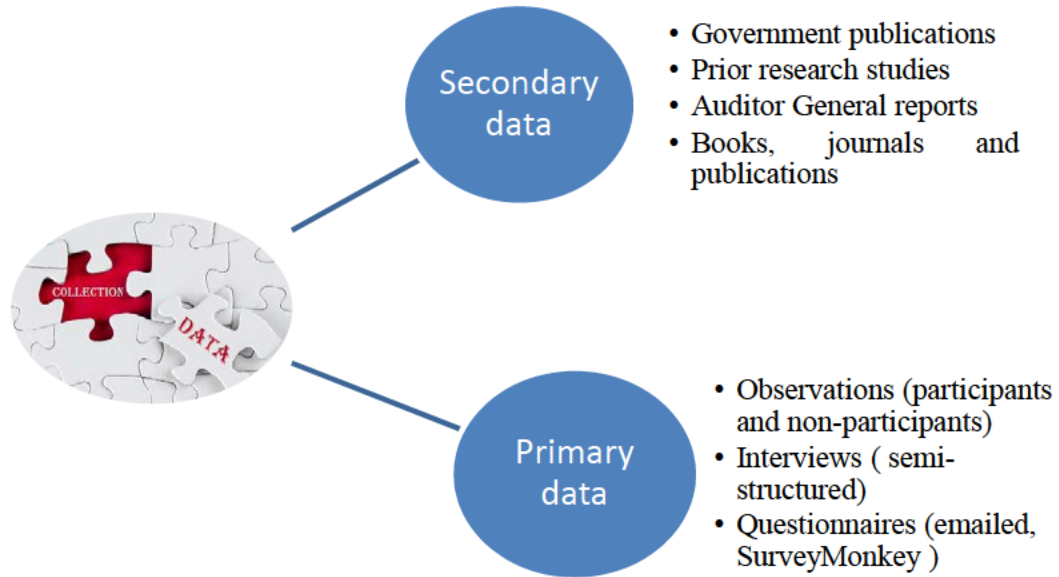 Secondary
data
• Government publications
• Prior research studies
• Auditor General reports
• Books, journals and
publications
COLLECTION
DATA
Primary
data
• Observations (participants
and non-participants)
• Interviews ( semi-
structured)
• Questionnaires (emailed,
SurveyMonkey )